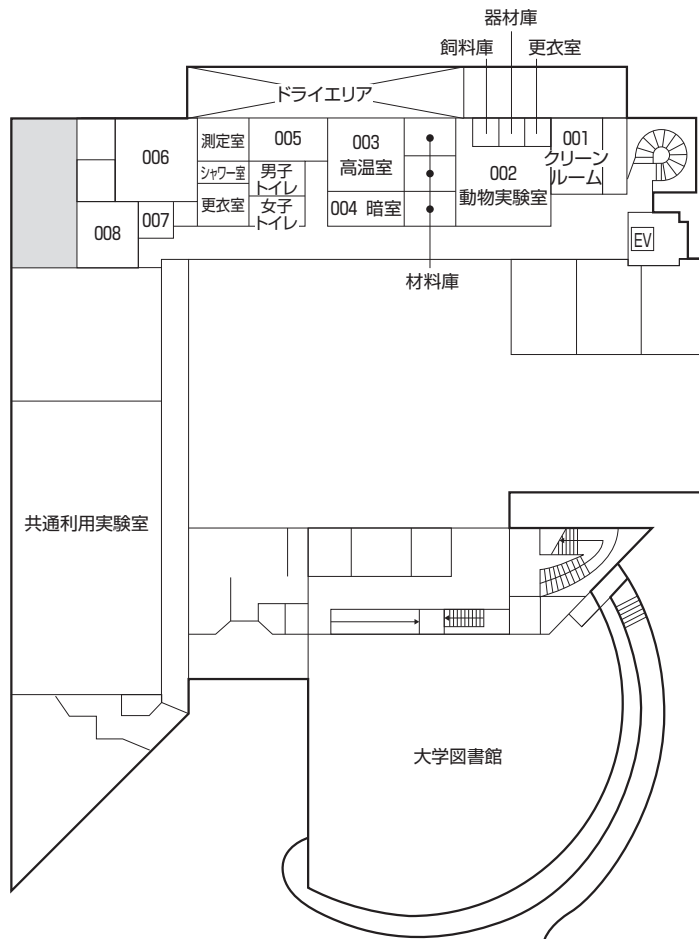 器材庫
飼料庫
更衣室
ドライエリア
測定室
005
003
高温室
001
クリーン
ルーム
006
シャワー室
男子
トイレ
002
動物実験室
更衣室
女子
トイレ
004 暗室
007
008
EV
材料庫
共通利用実験室
大学図書館